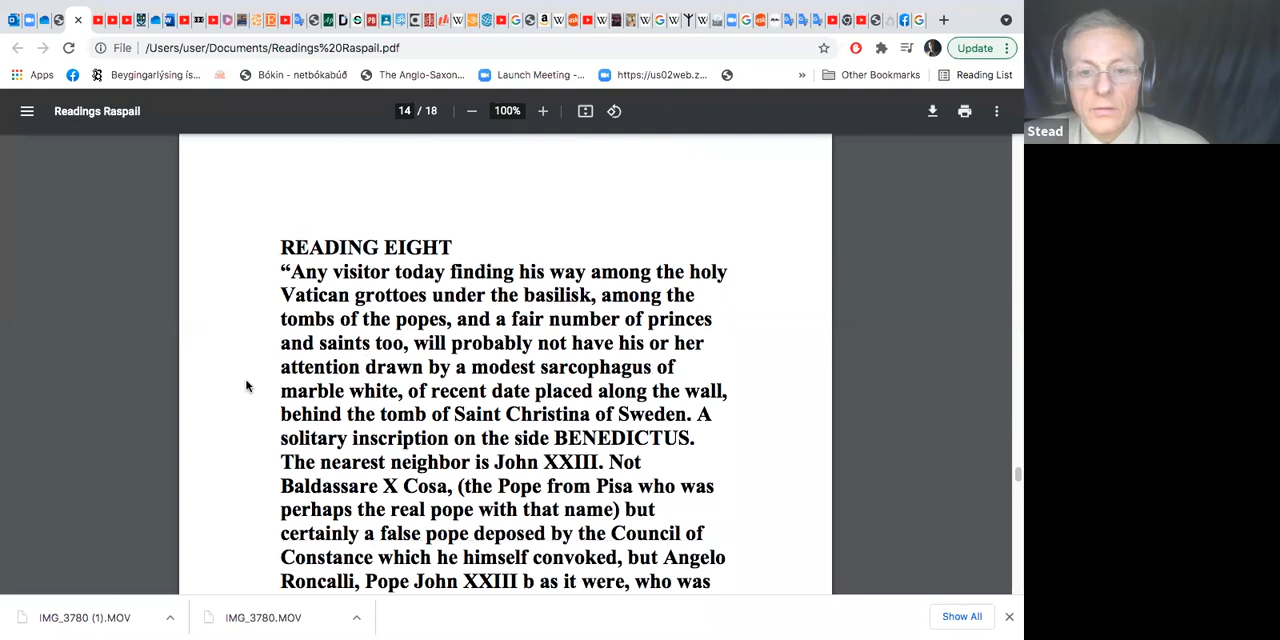 File /Users/user/Documents/Readings%20Raspail.pdf
Update
Apps
Beygingarlýsing ís...
Bókin - netbókabúð
The Anglo-Saxon...
Launch Meeting -...
https://us02web.z...
»
Other Bookmarks
Reading List
Readings Raspail
14 / 18
100%
Stead
READING EIGHT
“Any visitor today finding his way among the holy
Vatican grottoes under the basilisk, among the
tombs of the popes, and a fair number of princes
and saints too, will probably not have his or her
attention drawn by a modest sarcophagus of
marble white, of recent date placed along the wall,
behind the tomb of Saint Christina of Sweden. A
solitary inscription on the side BENEDICTUS.
The nearest neighbor is John XXIII. Not
Baldassare X Cosa, (the Pope from Pisa who was
perhaps the real pope with that name) but
certainly a false pope deposed by the Council of
Constance which he himself convoked, but Angelo
Roncalli, Pope John XXIII b as it were, who was
IMG_3780 (1).MOV
IMG_3780.MOV
Show All